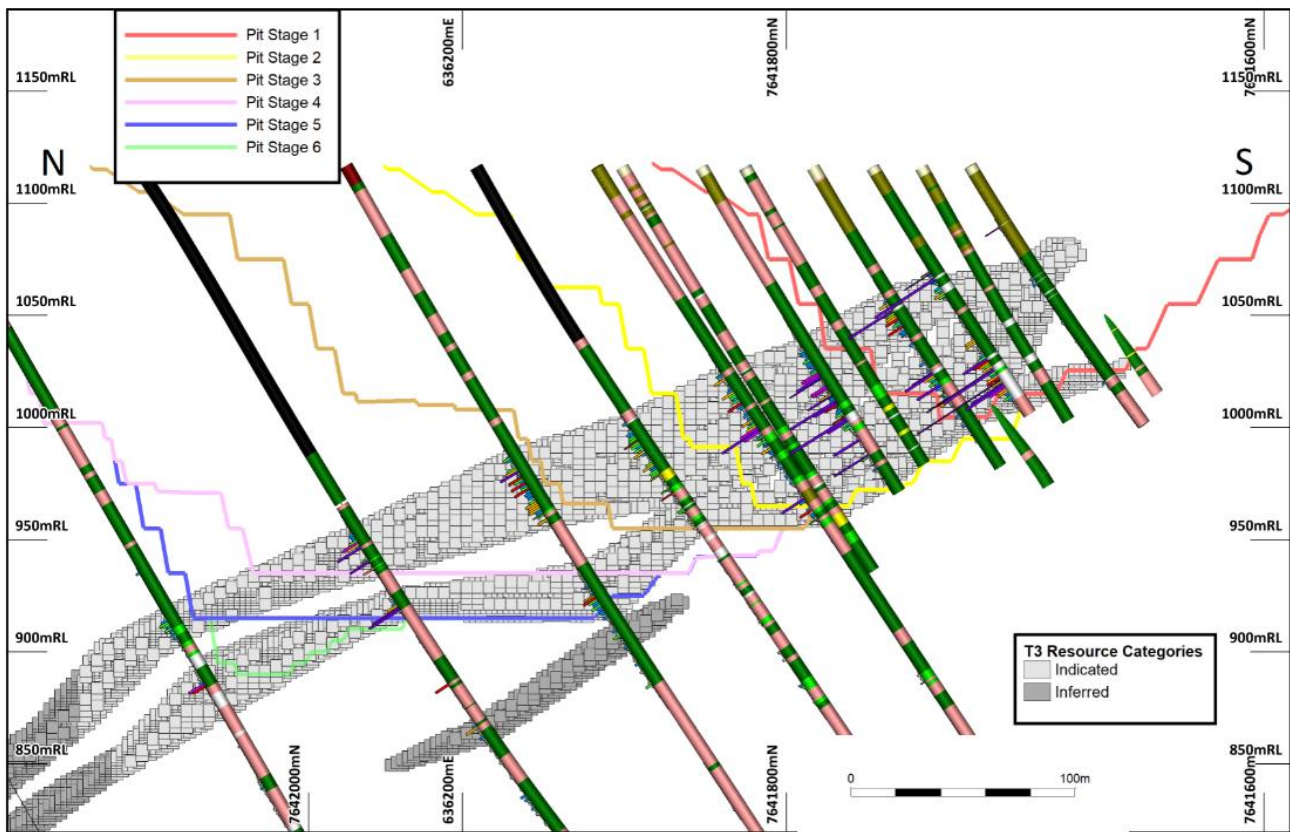 Pit Stage 1
Pit Stage 2
Pit Stage 3
Pit Stage 4
Pit Stage 5
Pit Stage 6
636200mE
7641800mN
7641600mN
1150mRL
1150mRL
N
S
1100mRL
1100mRL
1050mRL
1050mRL
1000mRL
1000mRL
950mRL
950mRL
900mRL
900mRL
T3 Resource Categories
Indicated
Inferred
850mRL
850mRL
7642000mN
636200mE
7641800mN
7641600mN
0
100m